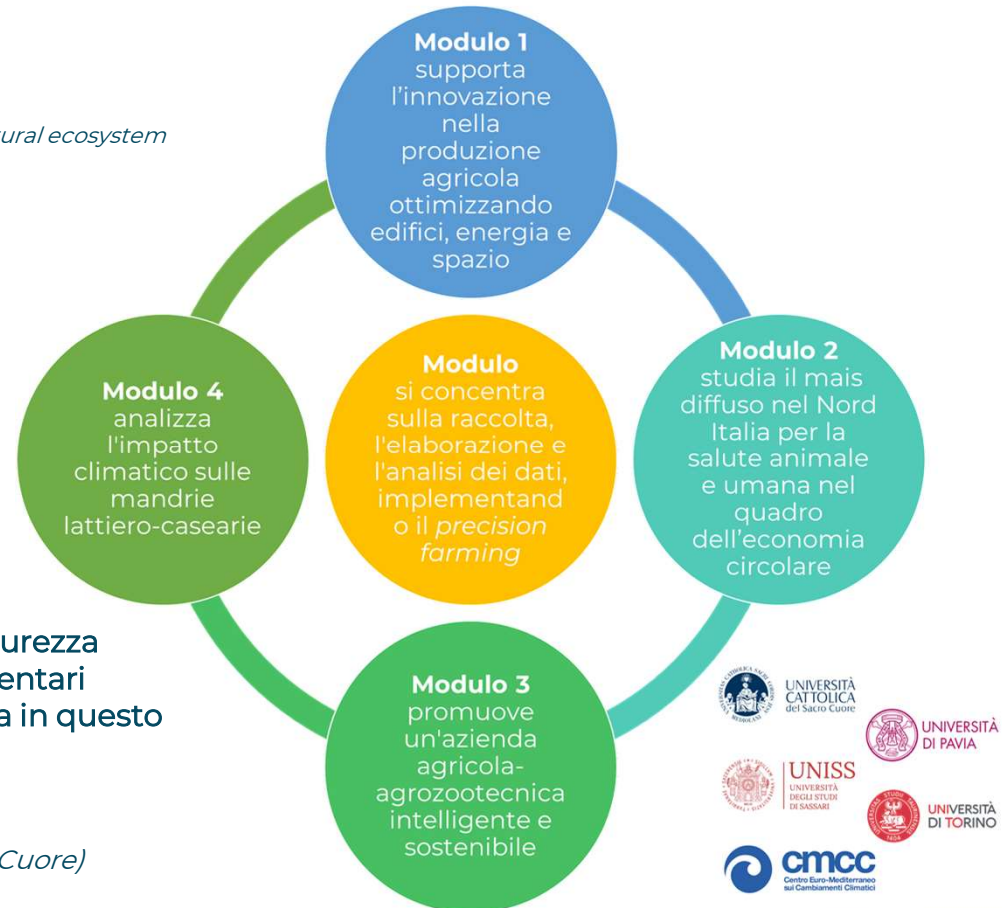 ural ecosystem
Modulo 1
supporta
l'innovazione
nella
produzione
agricola
ottimizzando
edifici, energia e
spazio
Modulo 4
analizza
l'impatto
climatico sulle
mandrie
lattiero-casearie
Modulo
si concentra
sulla raccolta,
l'elaborazione e
l'analisi dei dati,
implementand
o il precision
farming
Modulo 2
studia il mais
diffuso nel Nord
Italia per la
salute animale
e umana nel
quadro
dell'economia
circolare
urezza
entari
a in questo
Cuore)
Modulo 3
promuove
un'azienda
agricola-
agrozootecnica
intelligente e
sostenibile
UNIVERSITÀ
CATTOLICA
del Sacro Cuore
UNIVERSITÀ
DI PAVIA
UNISS
UNIVERSITÀ
DEGLI STUDI
DI SASSARI
UNIVERSITÀ
DI TORINO
cmcc
Centro Euro-Mediterraneo
sui Cambiamenti Climatici